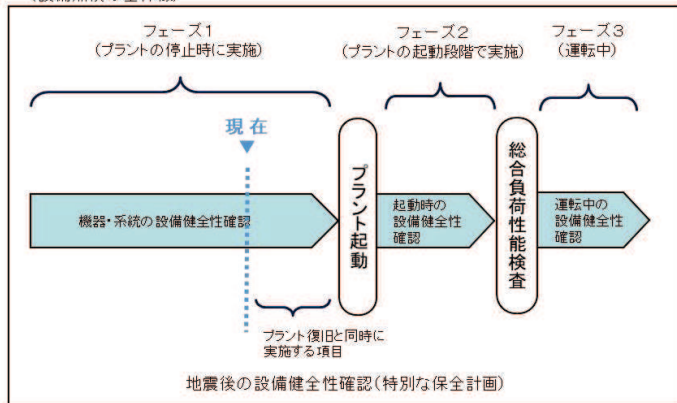 フェーズ1
(プラントの停止時に実施)
フェーズ2
(プラントの起動段階で実施)
フェーズ3
(運転中)
現在
機器・系統の設備健全性確認
プラント起動
起動時の
設備健全性
確認
総合負荷性能検査
運転中の
設備健全性
確認
プラント復旧と同時に
実施する項目
地震後の設備健全性確認(特別な保全計画)